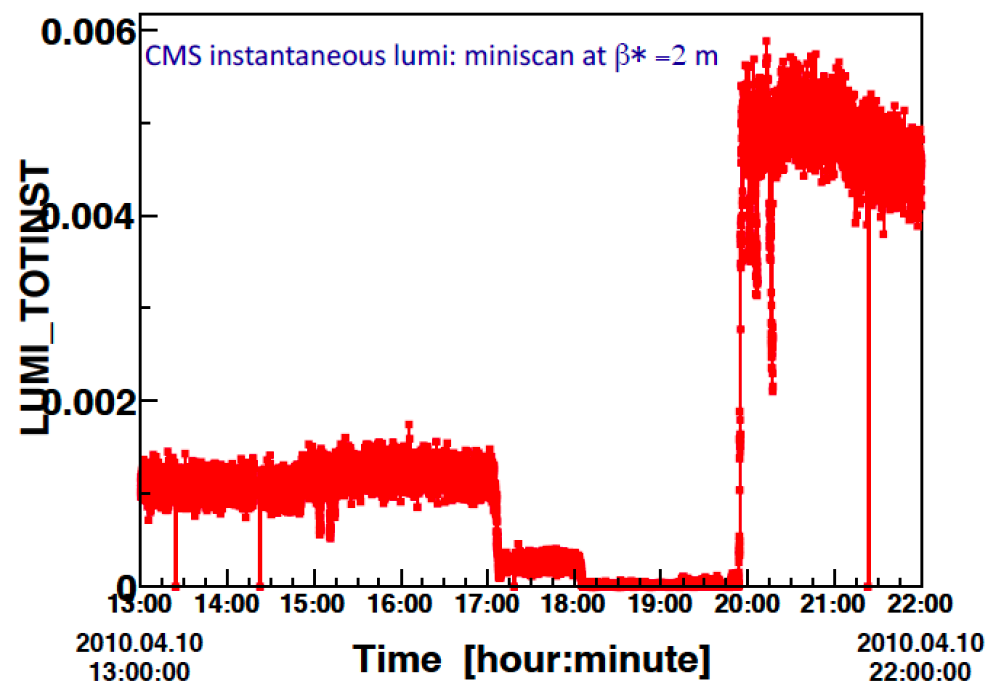 0.006
CMS instantaneous lumi: miniscan at β* =2 m
LUMI_TOTINST
0.004
0.002
0
13:00 14:00 15:00 16:00 17:00 18:00 19:00 20:00 21:00 22:00
2010.04.10 2010.04.10
13:00:00 Time [hour:minute] 22:00:00